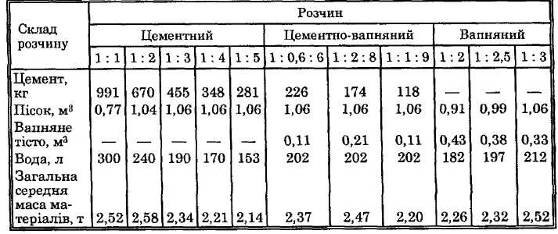 Склад розчину
Розчин
Цементний Цементно-вапняний Вапняний
1 : 1 1 : 2 1 : 3 1 : 4 1 : 5 1 : 0,6 : 6 1 : 2 : 8 1 : 1 : 9 1 : 2 1 : 2,5 1 : 3
Цемент,
кг 991 670 455 348 281 226 174 118 — — —
Пісок, м³ 0,77 1,04 1,06 1,06 1,06 1,06 1,06 1,06 0,91 0,99 1,06
Вапняне
тісто, м³ — — — — — 0,11 0,21 0,11 0,43 0,38 0,33
Вода, л 300 240 190 170 153 202 202 202 182 197 212
Загальна
середня
маса ма-
теріалів, т 2,52 2,58 2,34 2,21 2,14 2,37 2,47 2,20 2,26 2,32 2,52